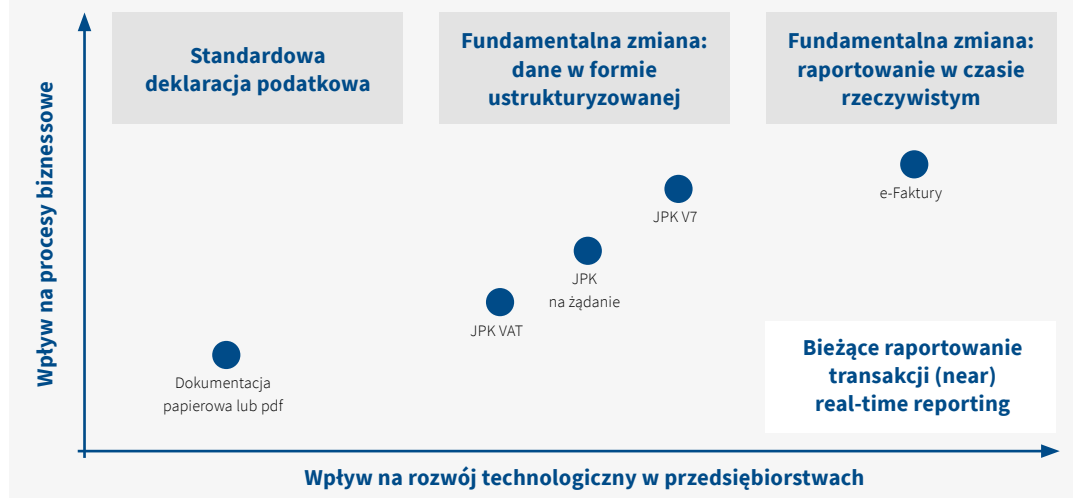 Standardowa
deklaracja podatkowa
Fundamentalna zmiana:
dane w formie
ustrukturyzowanej
Fundamentalna zmiana:
raportowanie w czasie
rzeczywistym
Wpływ na procesy biznessowe
e-Faktury
JPK V7
JPK
na żądanie
JPK VAT
Dokumentacja
papierowa lub pdf
Bieżące raportowanie
transakcji (near)
real-time reporting
Wpływ na rozwój technologiczny w przedsiębiorstwach